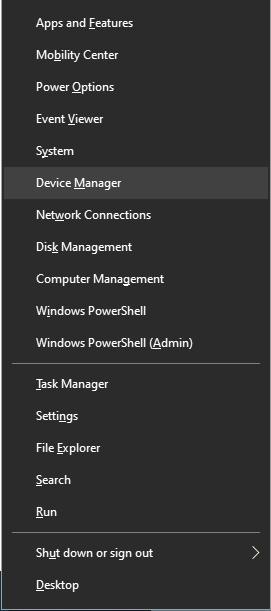 Apps and Features
Mobility Center
Power Options
Event Viewer
System
Device Manager
Network Connections
Disk Management
Computer Management
Windows PowerShell
Windows PowerShell (Admin)
Task Manager
Settings
File Explorer
Search
Run
Shut down or sign out
Desktop